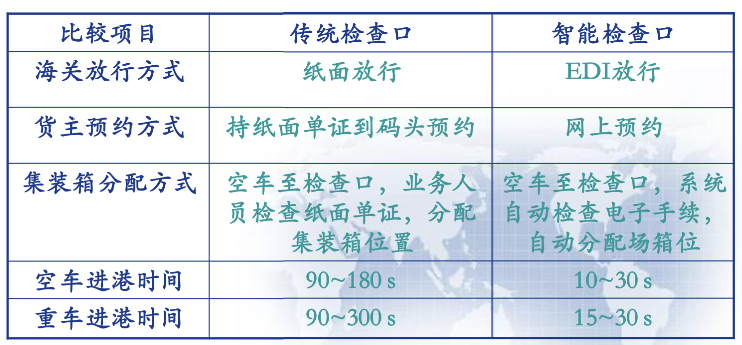 比较项目 传统检查口 智能检查口
海关放行方式 纸面放行 EDI放行
货主预约方式 持纸面单证到码头预约 网上预约
集装箱分配方式 空车至检查口，业务人 空车至检查口，系统
员检查纸面单证，分配 自动检查电子手续，
集装箱位置 自动分配场箱位
空车进港时间 90~180 s 10~30 s
重车进港时间 90~300 s 15~30 s